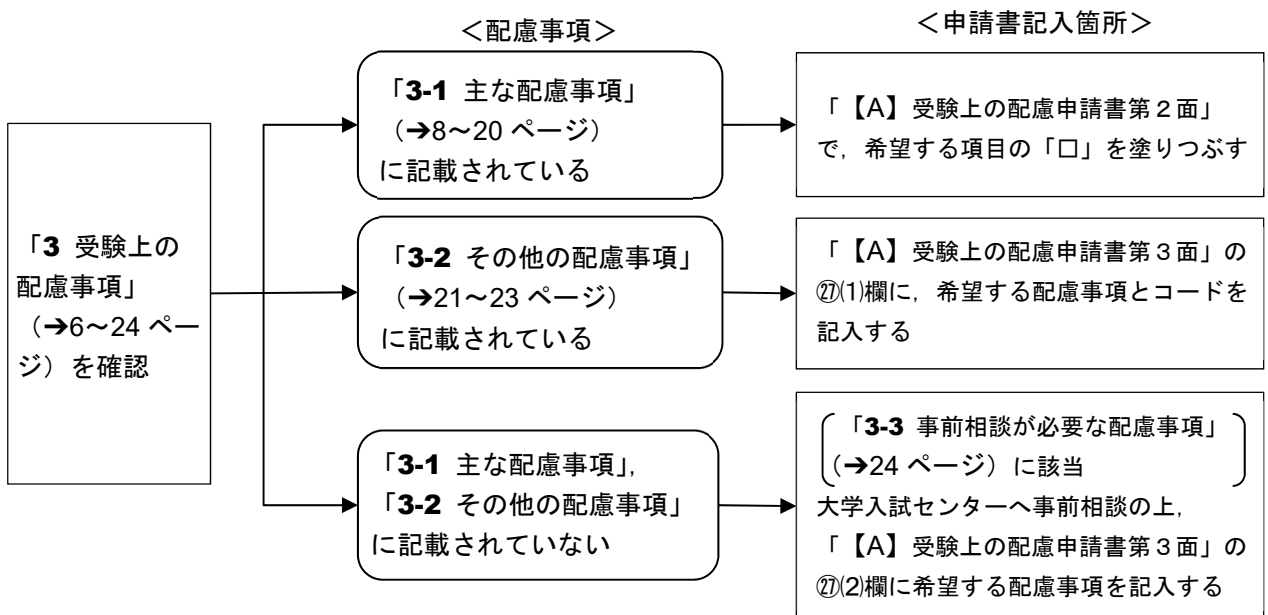 ＜配慮事項＞
＜申請書記入箇所＞
「3 受験上の
配慮事項」
（➔6～24 ペー
ジ）を確認
「3-1 主な配慮事項」
（➔8～20 ページ）
に記載されている
「【A】受験上の配慮申請書第２面」
で，希望する項目の「□」を塗りつぶす
「3-2 その他の配慮事項」
（➔21～23 ページ）
に記載されている
「【A】受験上の配慮申請書第３面」の
㉗⑴欄に，希望する配慮事項とコードを
記入する
「3-1 主な配慮事項」，
「3-2 その他の配慮事項」
に記載されていない
「3-3 事前相談が必要な配慮事項」
（➔24 ページ）に該当
大学入試センターへ事前相談の上，
「【A】受験上の配慮申請書第３面」の
㉗⑵欄に希望する配慮事項を記入する